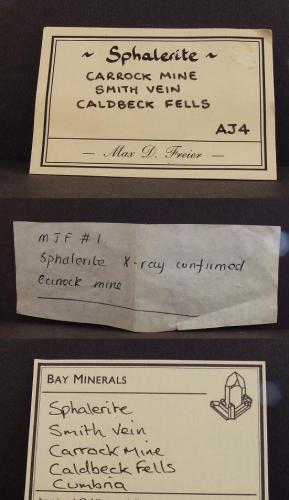 ~ Sphalerite ~
CARROCK MINE
SMITH VEIN
CALDBECK FELLS
AJ4
— Max D. Freier —
MJF # 1
Sphalerite X-ray confirmed
Carrock mine
BAY MINERALS
Sphalerite
Smith Vein
Carrock Mine
Caldbeck Fells
Cumbria